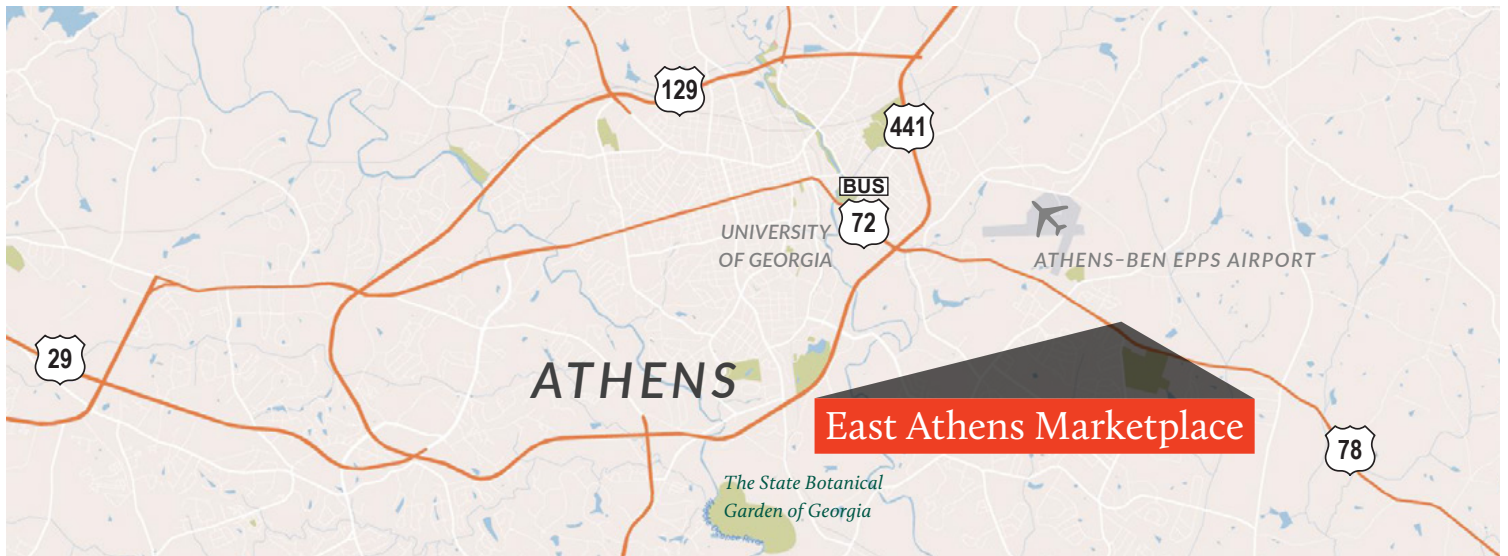 129
441
BUS
72
UNIVERSITY
OF GEORGIA
ATHENS–BEN EPPS AIRPORT
29
ATHENS
East Athens Marketplace
78
The State Botanical
Garden of Georgia